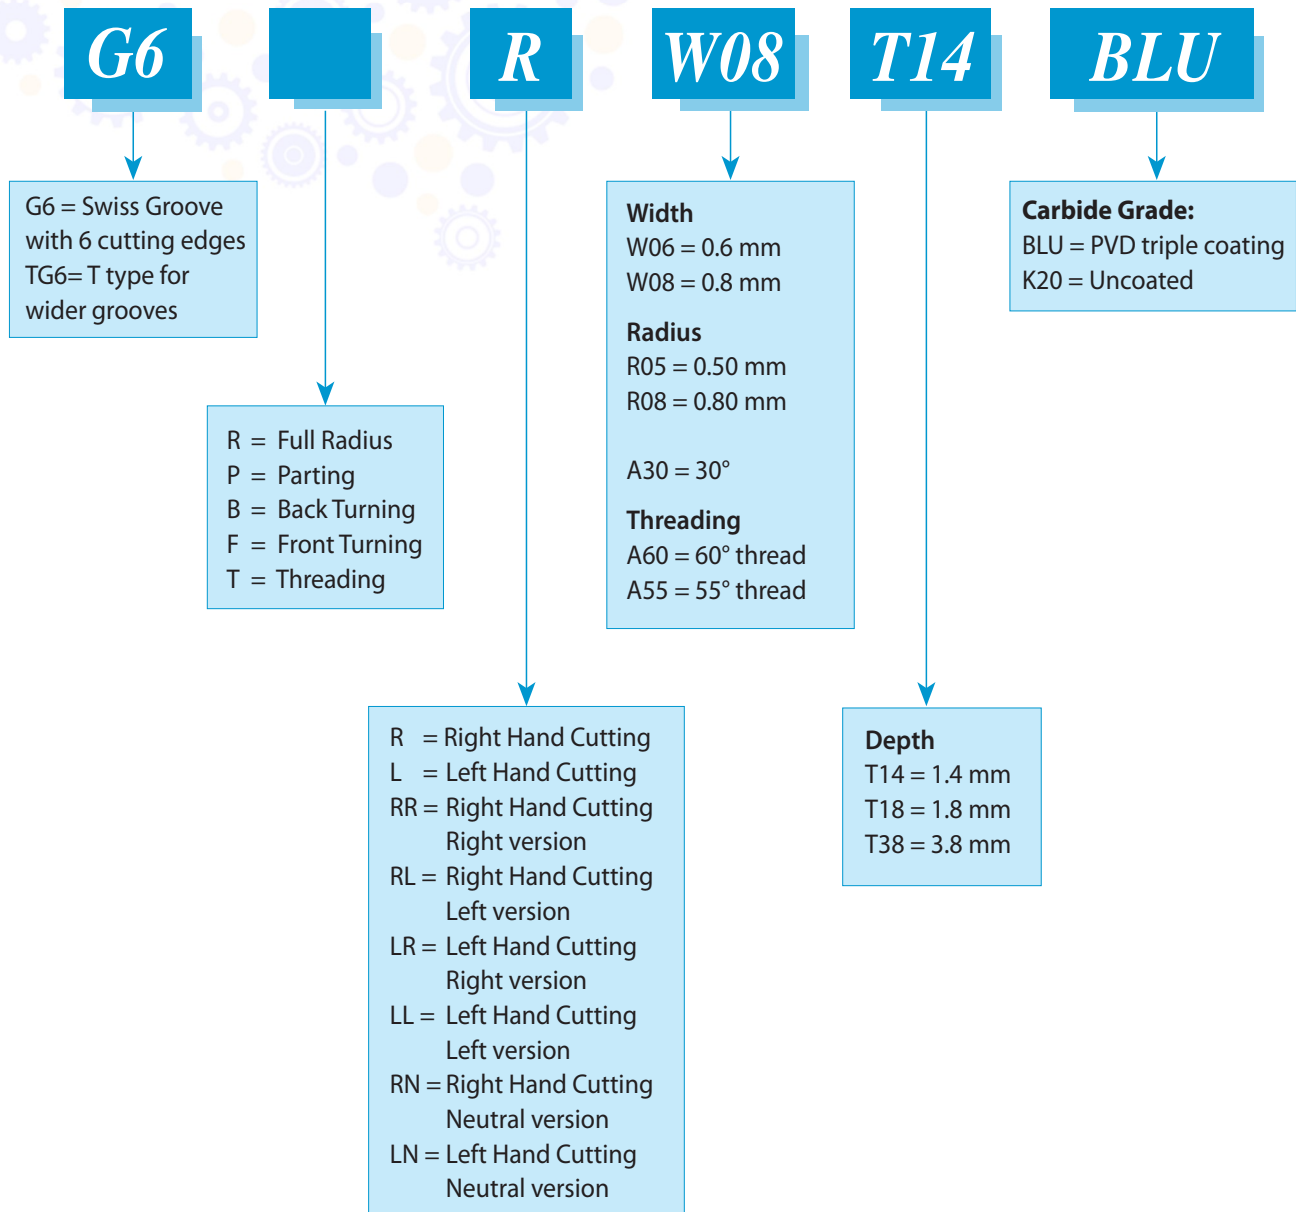 G6 R W08 T14 BLU
G6 = Swiss Groove
with 6 cutting edges
TG6= T type for
wider grooves
R = Full Radius
P = Parting
B = Back Turning
F = Front Turning
T = Threading
R = Right Hand Cutting
L = Left Hand Cutting
RR = Right Hand Cutting
Right version
RL = Right Hand Cutting
Left version
LR = Left Hand Cutting
Right version
LL = Left Hand Cutting
Left version
RN = Right Hand Cutting
Neutral version
LN = Left Hand Cutting
Neutral version
Width
W06 = 0.6 mm
W08 = 0.8 mm
Radius
R05 = 0.50 mm
R08 = 0.80 mm
A30 = 30°
Threading
A60 = 60° thread
A55 = 55° thread
Depth
T14 = 1.4 mm
T18 = 1.8 mm
T38 = 3.8 mm
Carbide Grade:
BLU = PVD triple coating
K20 = Uncoated